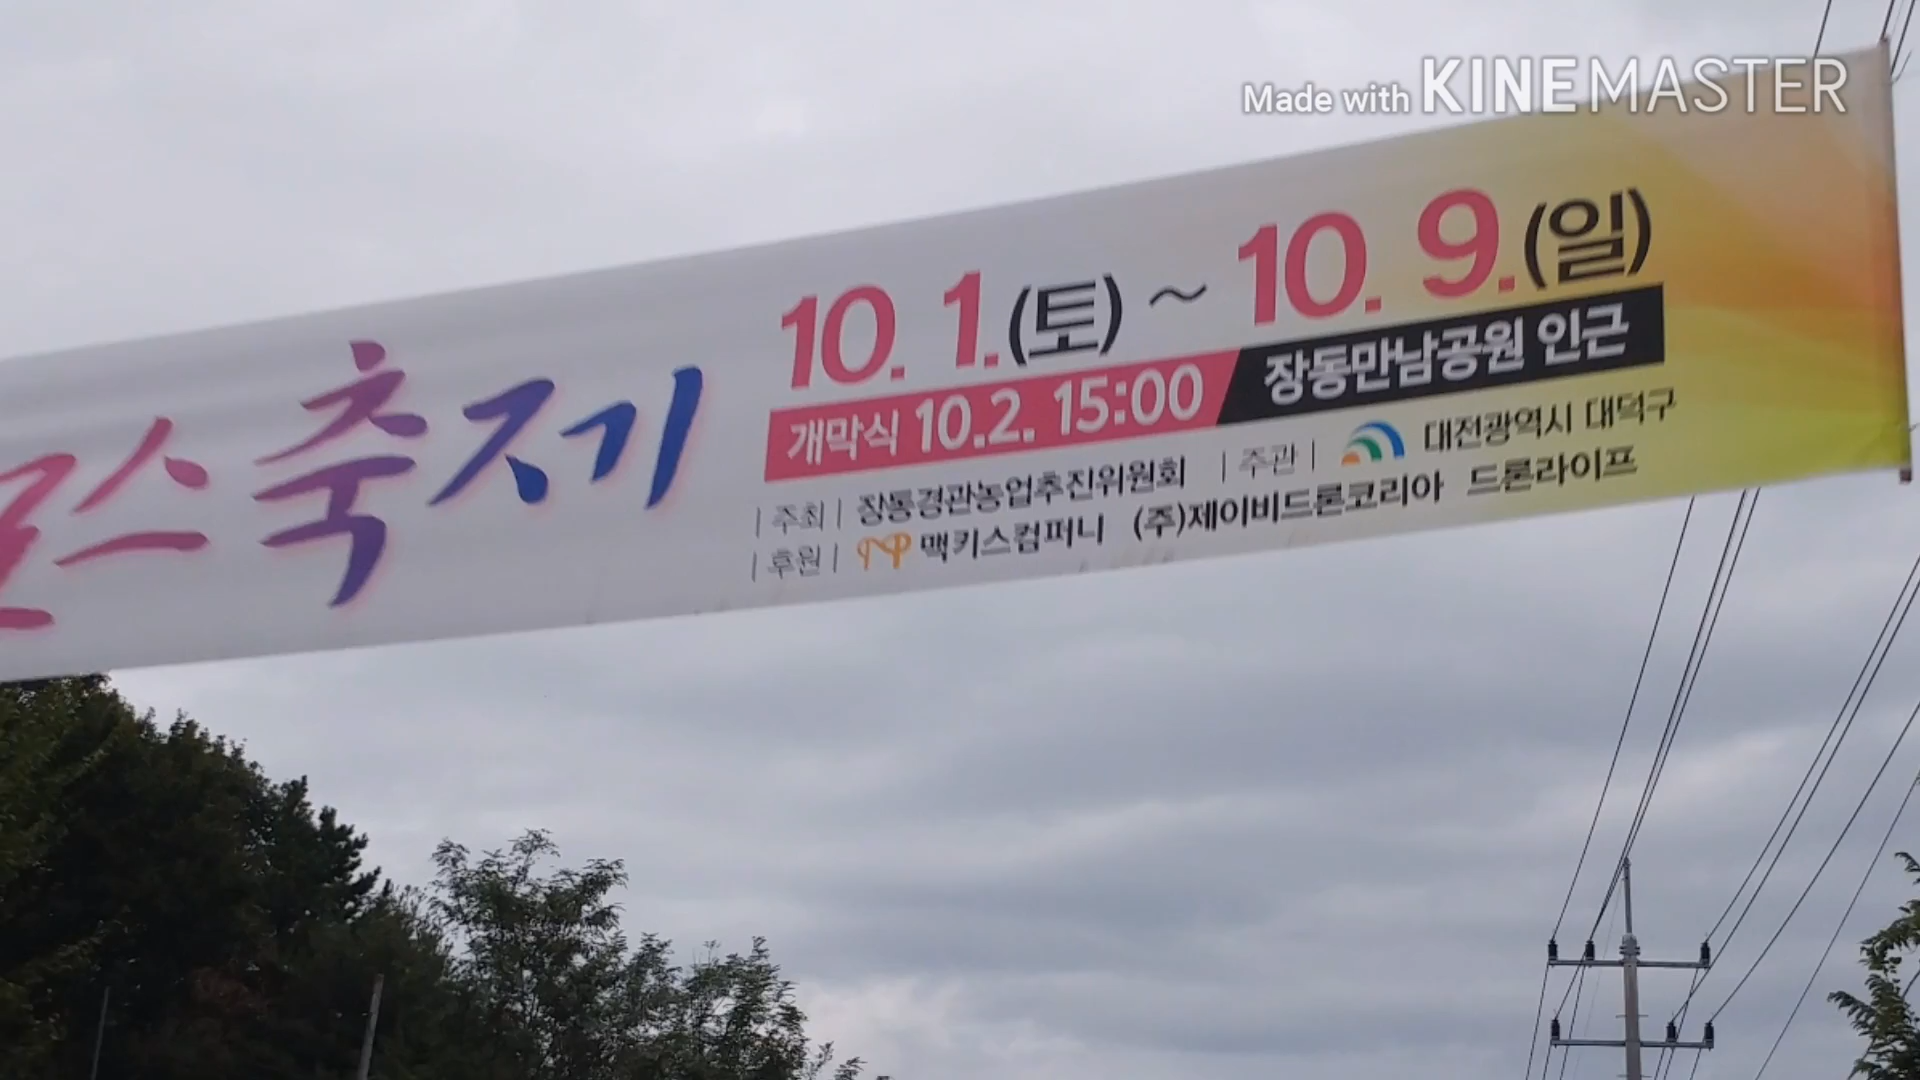 Made with KINEMASTER
스축지기
10. 1.(토) ~ 10. 9.(일)
개막식 10.2. 15:00 장동만남공원 인근
|주최| 장동경관농업추진위원회 |주관| 대전광역시 대덕구
|후원| 맥키스컴퍼니 (주)제이비드론코리아 드론라이프